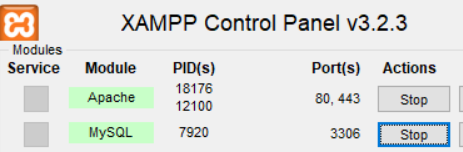 XAMPP Control Panel v3.2.3
Modules
Service Module PID(s) Port(s) Actions
Apache 18176 12100 80, 443 Stop
MySQL 7920 3306 Stop